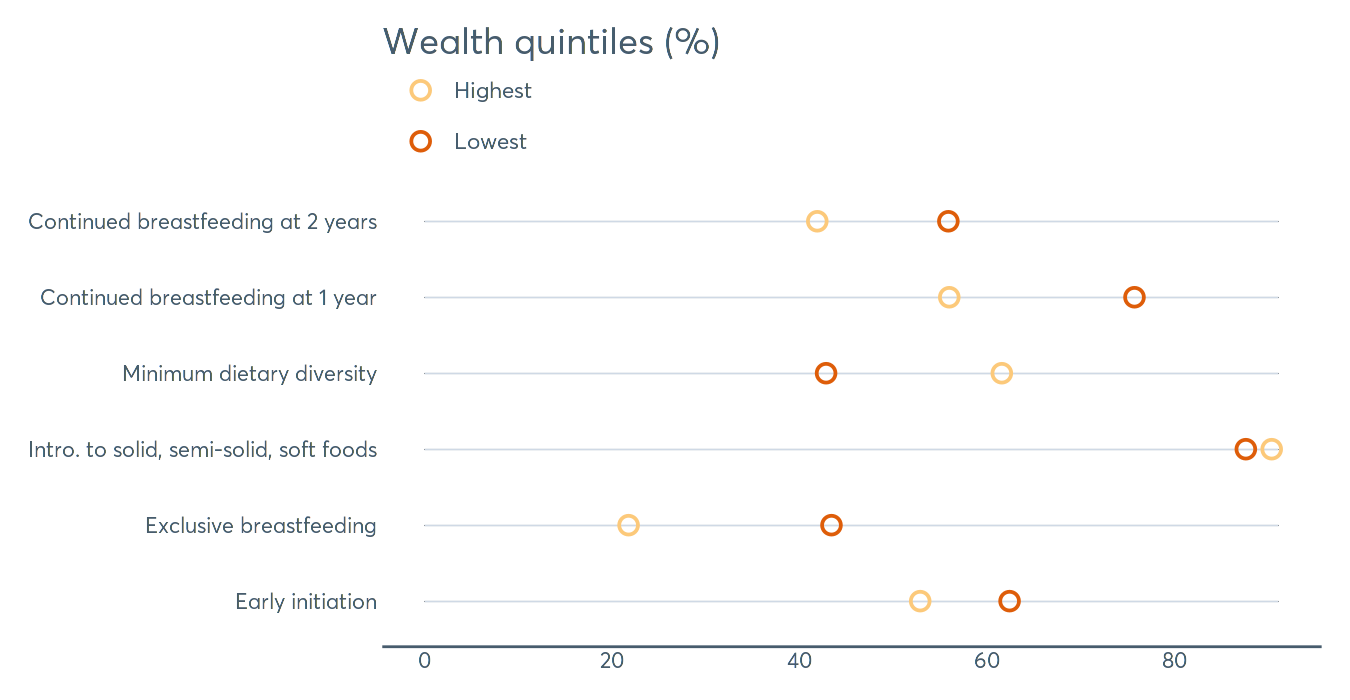 Wealth quintiles (%)
Highest
Lowest
Continued breastfeeding at 2 years
Continued breastfeeding at 1 year
Minimum dietary diversity
Intro. to solid, semi-solid, soft foods
Exclusive breastfeeding
Early initiation
0 20 40 60 80